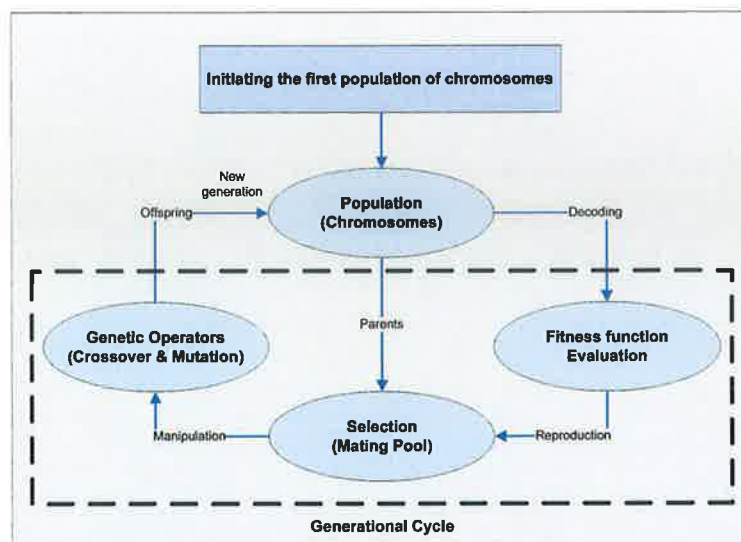 Initiating the first population of chromosomes
New
generation
Offspring
Population
(Chromosomes)
Decoding
Genetic Operators
(Crossover & Mutation)
Parents
Fitness function
Evaluation
Manipulation
Selection
(Mating Pool)
Reproduction
Generational Cycle